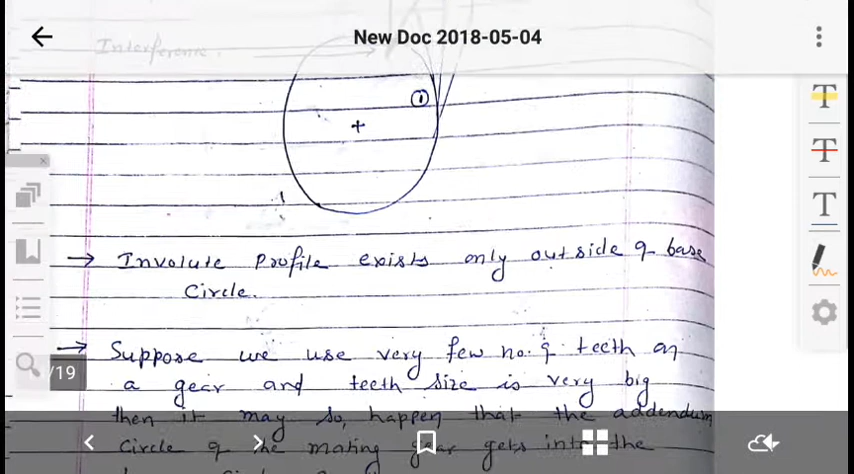 New Doc 2018-05-04
Interference.
①
→ Involute Profile exists only outside of base
Circle.
→ Suppose we use very few no. of teeth on
a gear and teeth size is very big
/19
then it may so, happen that the addendum
Circle of the mating gear gets into the